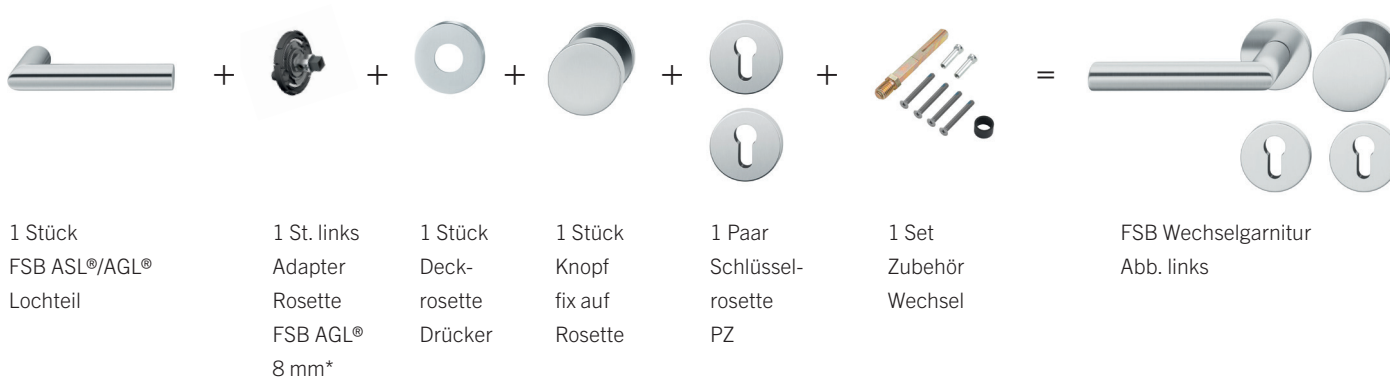 + + + + + =
1 Stück
FSB ASL®/AGL®
Lochteil
1 St. links
Adapter
Rosette
FSB AGL®
8 mm*
1 Stück
Deck-
rosette
Drücker
1 Stück
Knopf
fix auf
Rosette
1 Paar
Schlüssel-
rosette
PZ
1 Set
Zubehör
Wechsel
FSB Wechselgarnitur
Abb. links